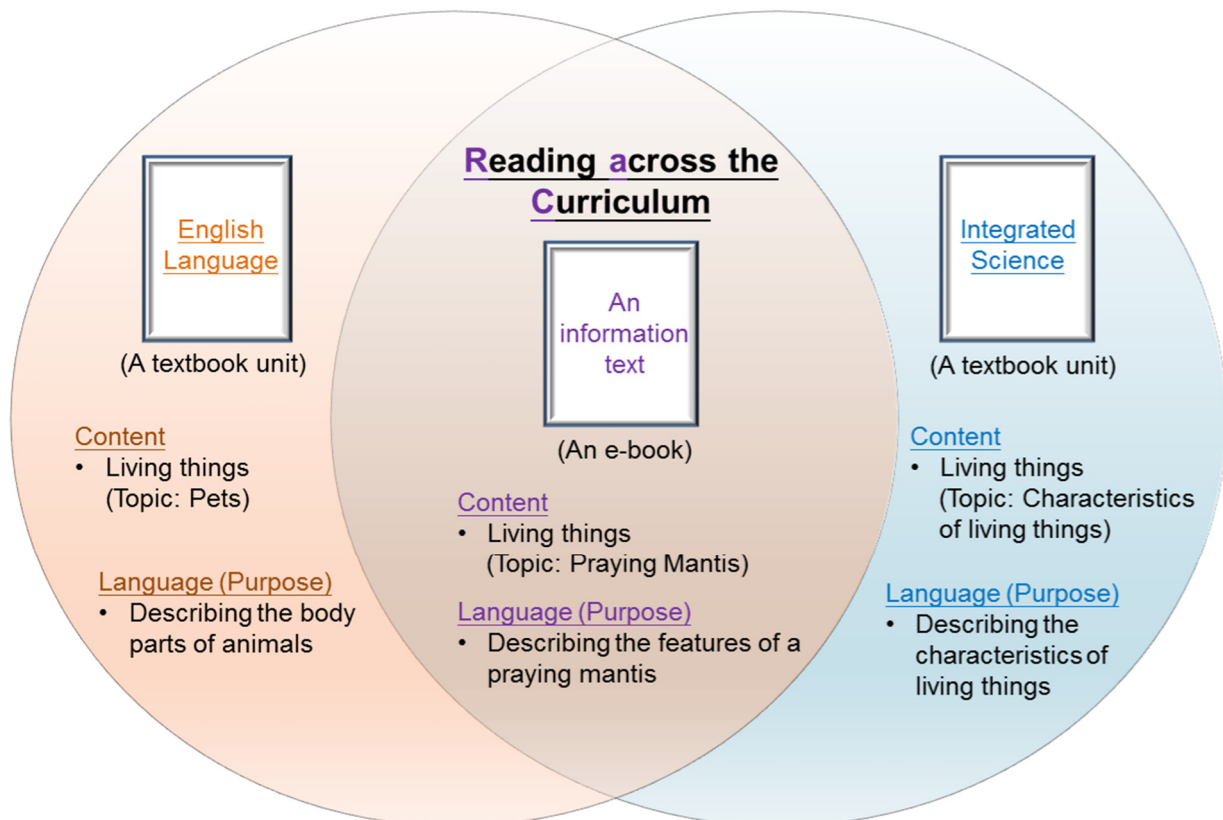 English
Language
(A textbook unit)
Content
• Living things
(Topic: Pets)
Language (Purpose)
• Describing the body
parts of animals
Reading across the
Curriculum
An
information
text
(An e-book)
Content
• Living things
(Topic: Praying Mantis)
Language (Purpose)
• Describing the features of a
praying mantis
Integrated
Science
(A textbook unit)
Content
• Living things
(Topic: Characteristics
of living things)
Language (Purpose)
• Describing the
characteristics of
living things